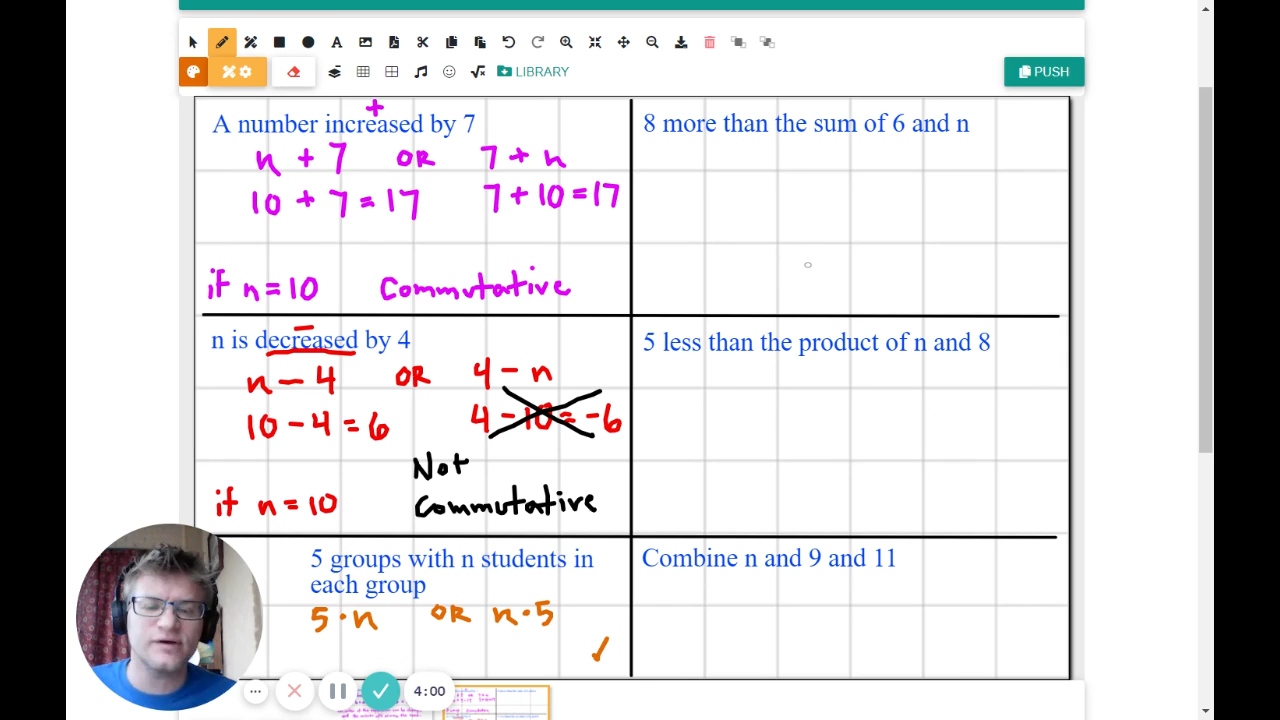 LIBRARY
PUSH
+
A number increased by 7
n + 7 OR 7 + n
10 + 7 = 17 7 + 10 = 17
if n = 10 Commutative
8 more than the sum of 6 and n
−
n is decreased by 4
n − 4 OR 4 − n
10 − 4 = 6 4 − 10 = −6
Not
if n = 10 Commutative
5 less than the product of n and 8
5 groups with n students in
each group
5 · n OR n · 5
Combine n and 9 and 11
4:00